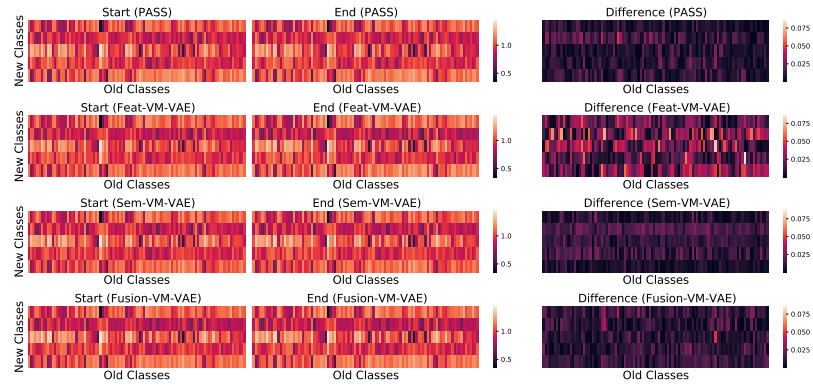 Start (PASS) End (PASS) Difference (PASS)
New Classes
1.0
0.5
0.075
0.050
0.025
Old Classes Old Classes Old Classes
Start (Feat-VM-VAE) End (Feat-VM-VAE) Difference (Feat-VM-VAE)
New Classes
1.0
0.5
0.075
0.050
0.025
Old Classes Old Classes Old Classes
Start (Sem-VM-VAE) End (Sem-VM-VAE) Difference (Sem-VM-VAE)
New Classes
1.0
0.5
0.075
0.050
0.025
Old Classes Old Classes Old Classes
Start (Fusion-VM-VAE) End (Fusion-VM-VAE) Difference (Fusion-VM-VAE)
New Classes
1.0
0.5
0.075
0.050
0.025
Old Classes Old Classes Old Classes